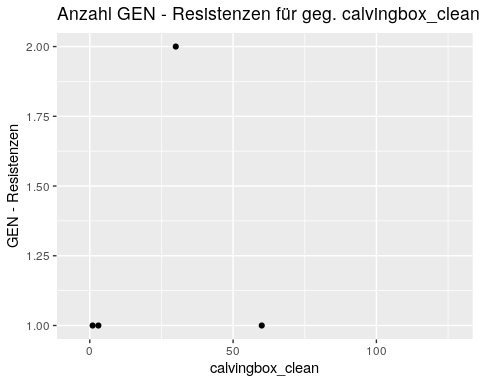 Anzahl GEN - Resistenzen für geg. calvingbox_clean
GEN - Resistenzen
2.00
1.75
1.50
1.25
1.00
0
50
100
calvingbox_clean